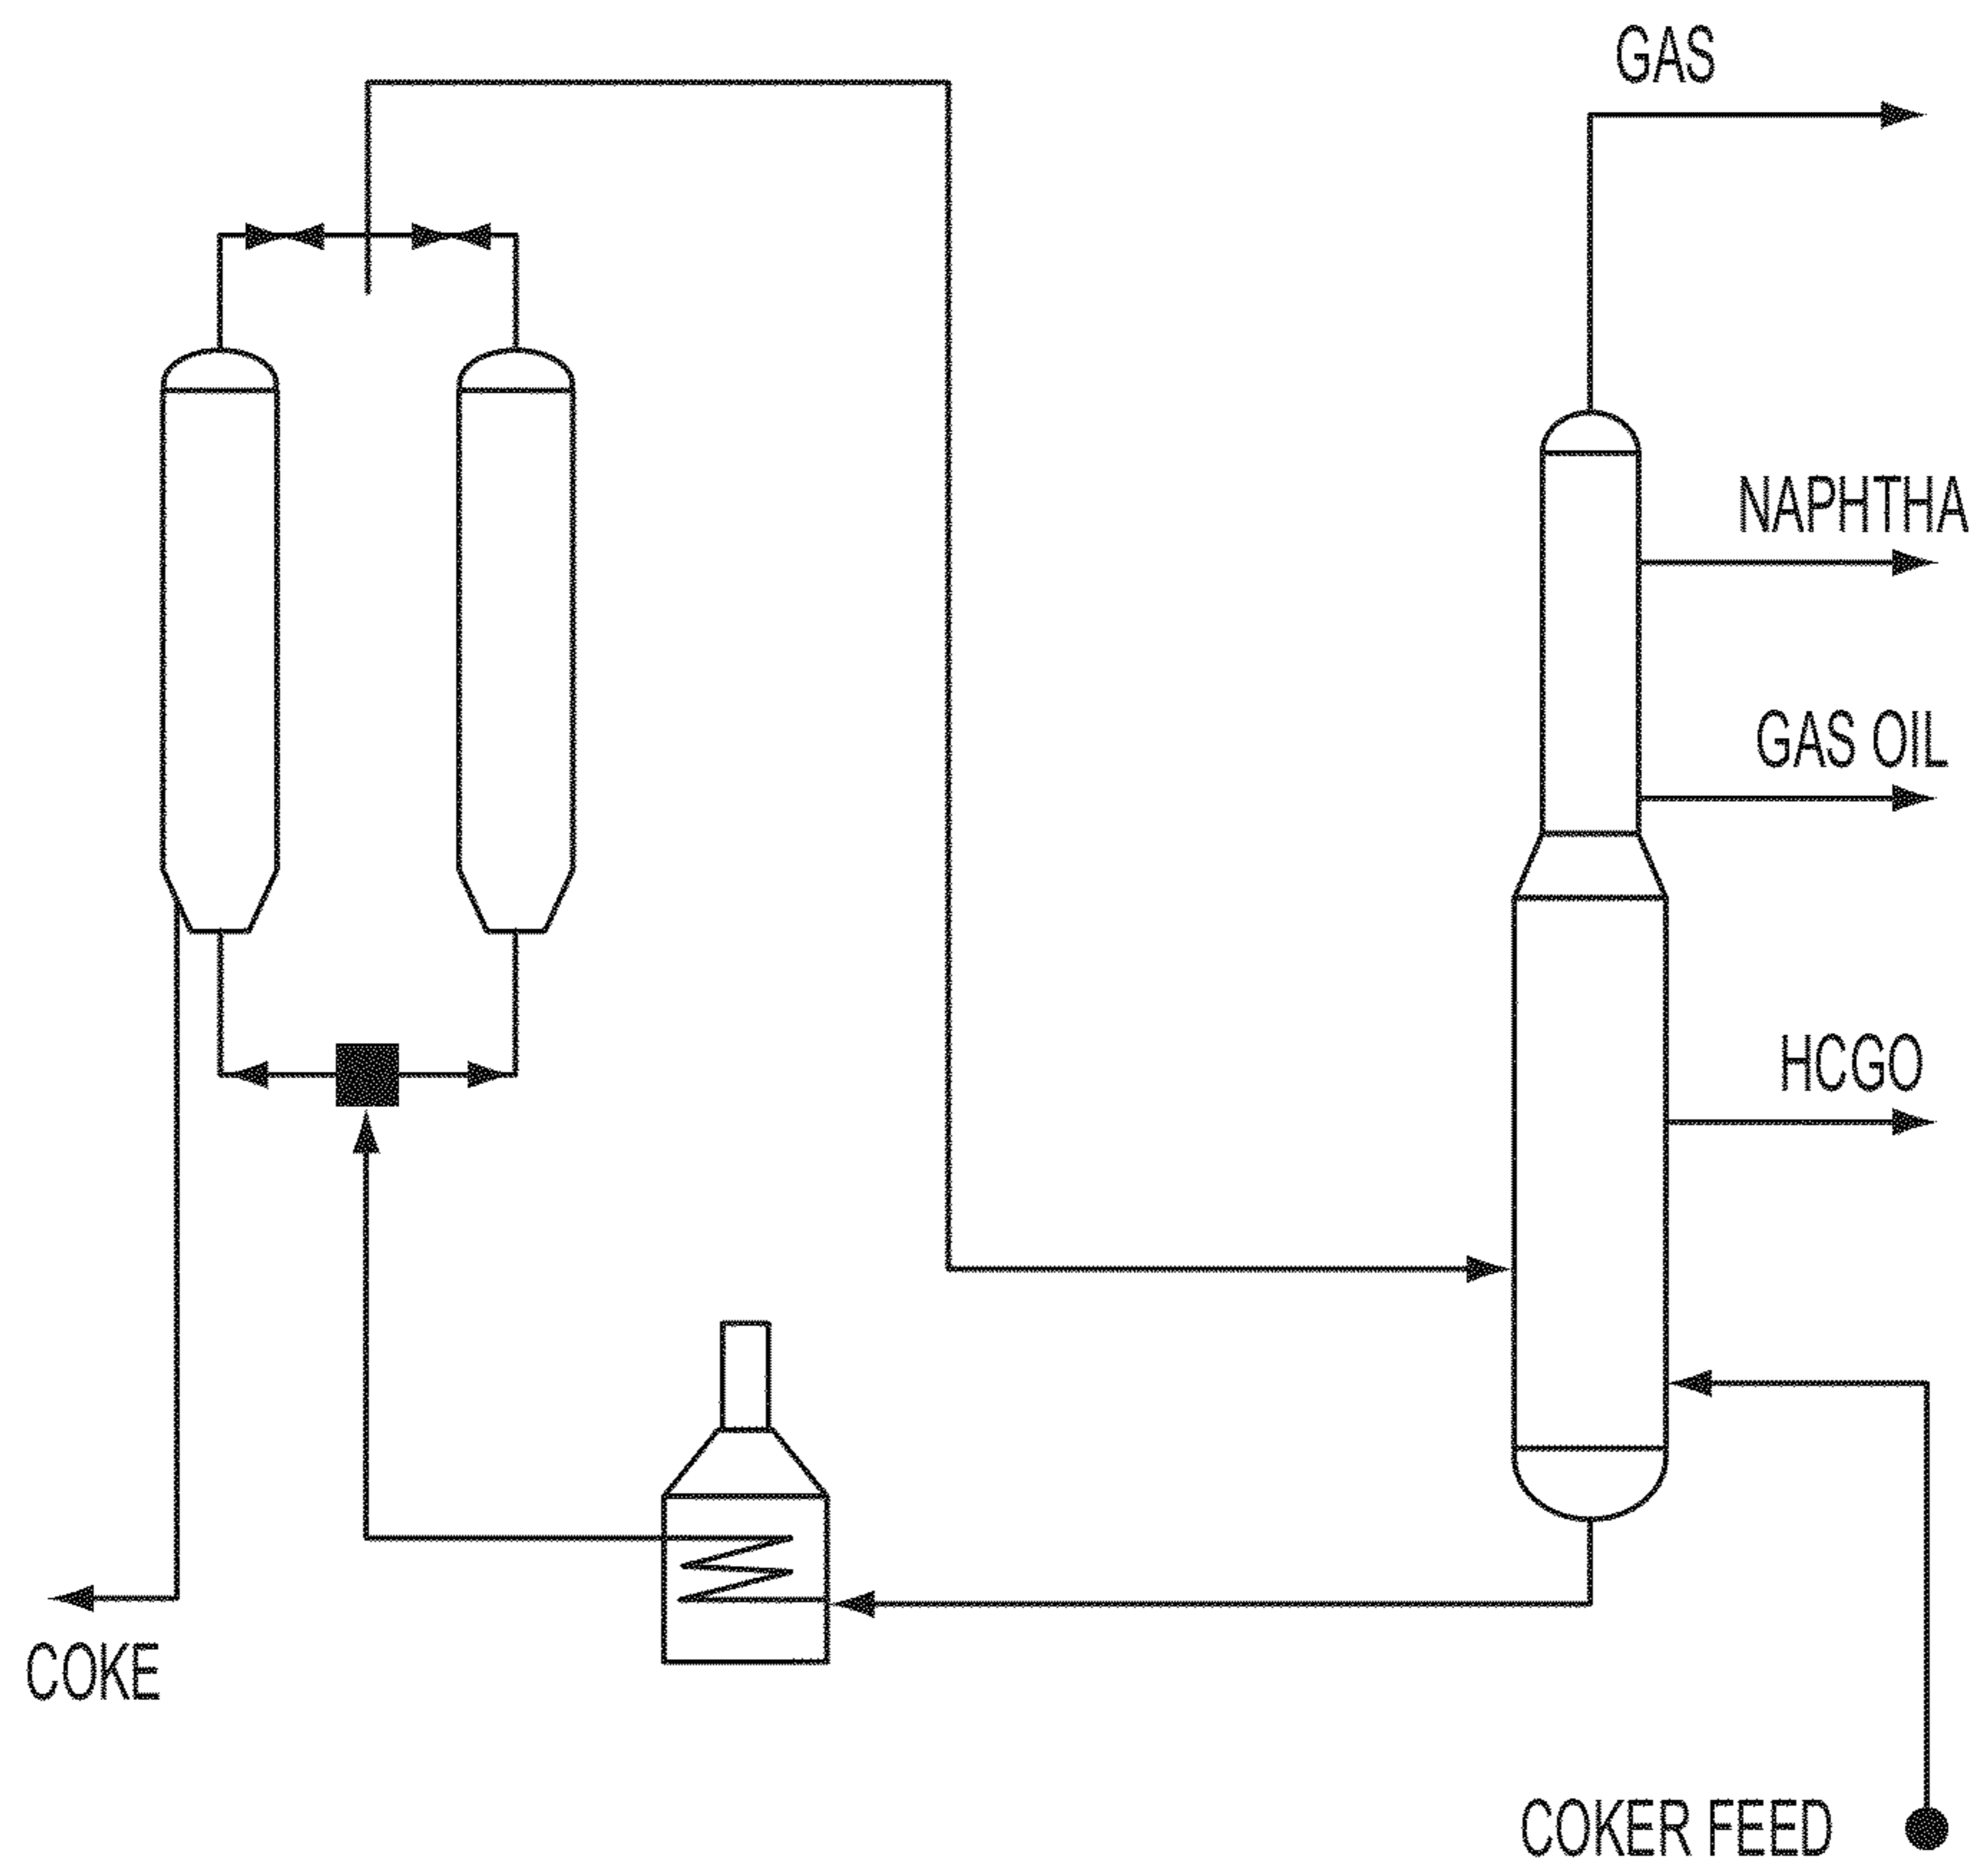 GAS
NAPHTHA
GAS OIL
HCGO
COKE
COKER FEED